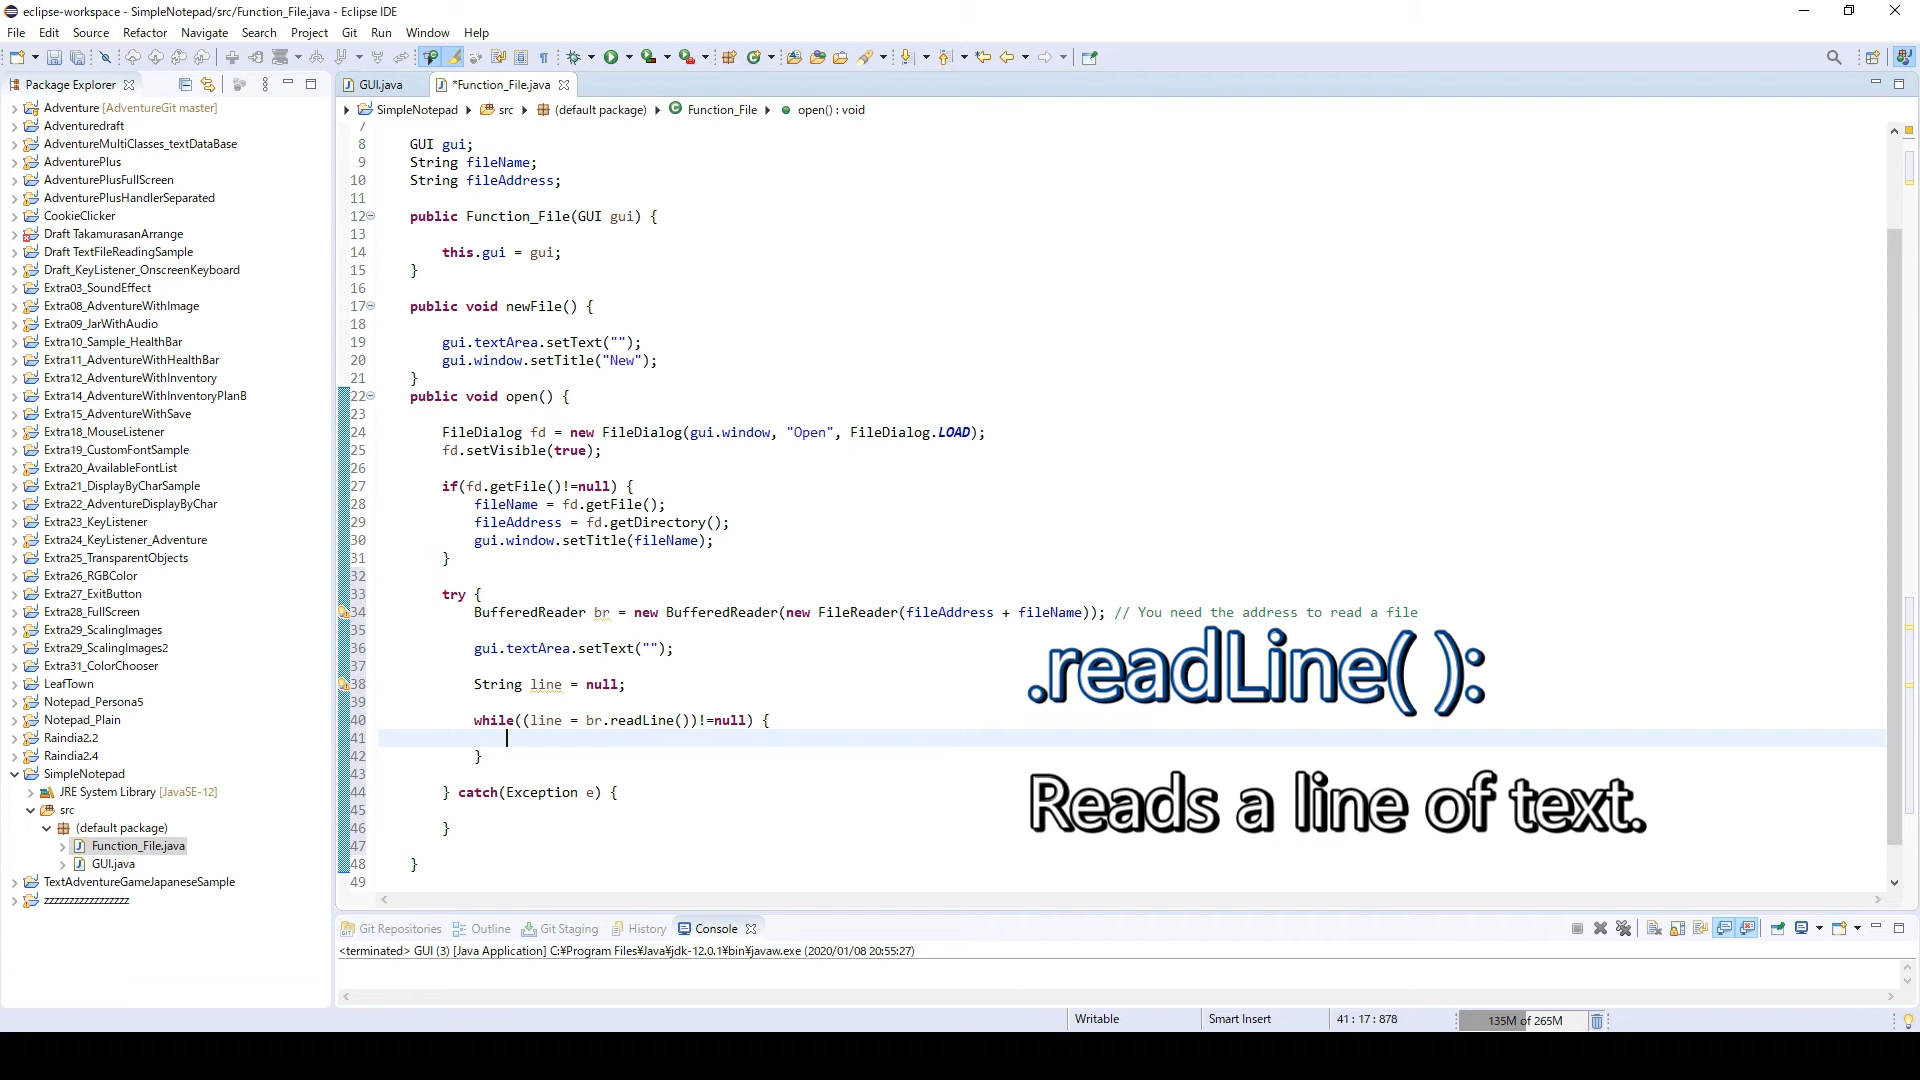 eclipse-workspace - SimpleNotepad/src/Function_File.java - Eclipse IDE
File Edit Source Refactor Navigate Search Project Git Run Window Help
Package Explorer
GUI.java
*Function_File.java
SimpleNotepad src (default package) Function_File open() : void
Adventure [AdventureGit master]
Adventuredraft
AdventureMultiClasses_textDataBase
AdventurePlus
AdventurePlusFullScreen
AdventurePlusHandlerSeparated
CookieClicker
Draft TakamurasanArrange
Draft TextFileReadingSample
Draft_KeyListener_OnscreenKeyboard
Extra03_SoundEffect
Extra08_AdventureWithImage
Extra09_JarWithAudio
Extra10_Sample_HealthBar
Extra11_AdventureWithHealthBar
Extra12_AdventureWithInventory
Extra14_AdventureWithInventoryPlanB
Extra15_AdventureWithSave
Extra18_MouseListener
Extra19_CustomFontSample
Extra20_AvailableFontList
Extra21_DisplayByCharSample
Extra22_AdventureDisplayByChar
Extra23_KeyListener
Extra24_KeyListener_Adventure
Extra25_TransparentObjects
Extra26_RGBColor
Extra27_ExitButton
Extra28_FullScreen
Extra29_ScalingImages
Extra29_ScalingImages2
Extra31_ColorChooser
LeafTown
Notepad_Persona5
Notepad_Plain
Raindia2.2
Raindia2.4
SimpleNotepad
JRE System Library [JavaSE-12]
src
(default package)
Function_File.java
GUI.java
TextAdventureGameJapaneseSample
zzzzzzzzzzzzzzzzz
7
8 GUI gui;
9 String fileName;
10 String fileAddress;
11
12 public Function_File(GUI gui) {
13
14 this.gui = gui;
15 }
16
17 public void newFile() {
18
19 gui.textArea.setText("");
20 gui.window.setTitle("New");
21 }
22 public void open() {
23
24 FileDialog fd = new FileDialog(gui.window, "Open", FileDialog.LOAD);
25 fd.setVisible(true);
26
27 if(fd.getFile()!=null) {
28 fileName = fd.getFile();
29 fileAddress = fd.getDirectory();
30 gui.window.setTitle(fileName);
31 }
32
33 try {
34 BufferedReader br = new BufferedReader(new FileReader(fileAddress + fileName)); // You need the address to read a file
35
36 gui.textArea.setText("");
37
38 String line = null;
39
40 while((line = br.readLine())!=null) {
41
42 }
43
44 } catch(Exception e) {
45
46 }
47
48 }
49
.readLine( ):
Reads a line of text.
Git Repositories Outline Git Staging History Console
<terminated> GUI (3) [Java Application] C:¥Program Files¥Java¥jdk-12.0.1¥bin¥javaw.exe (2020/01/08 20:55:27)
Writable Smart Insert 41 : 17 : 878 135M of 265M